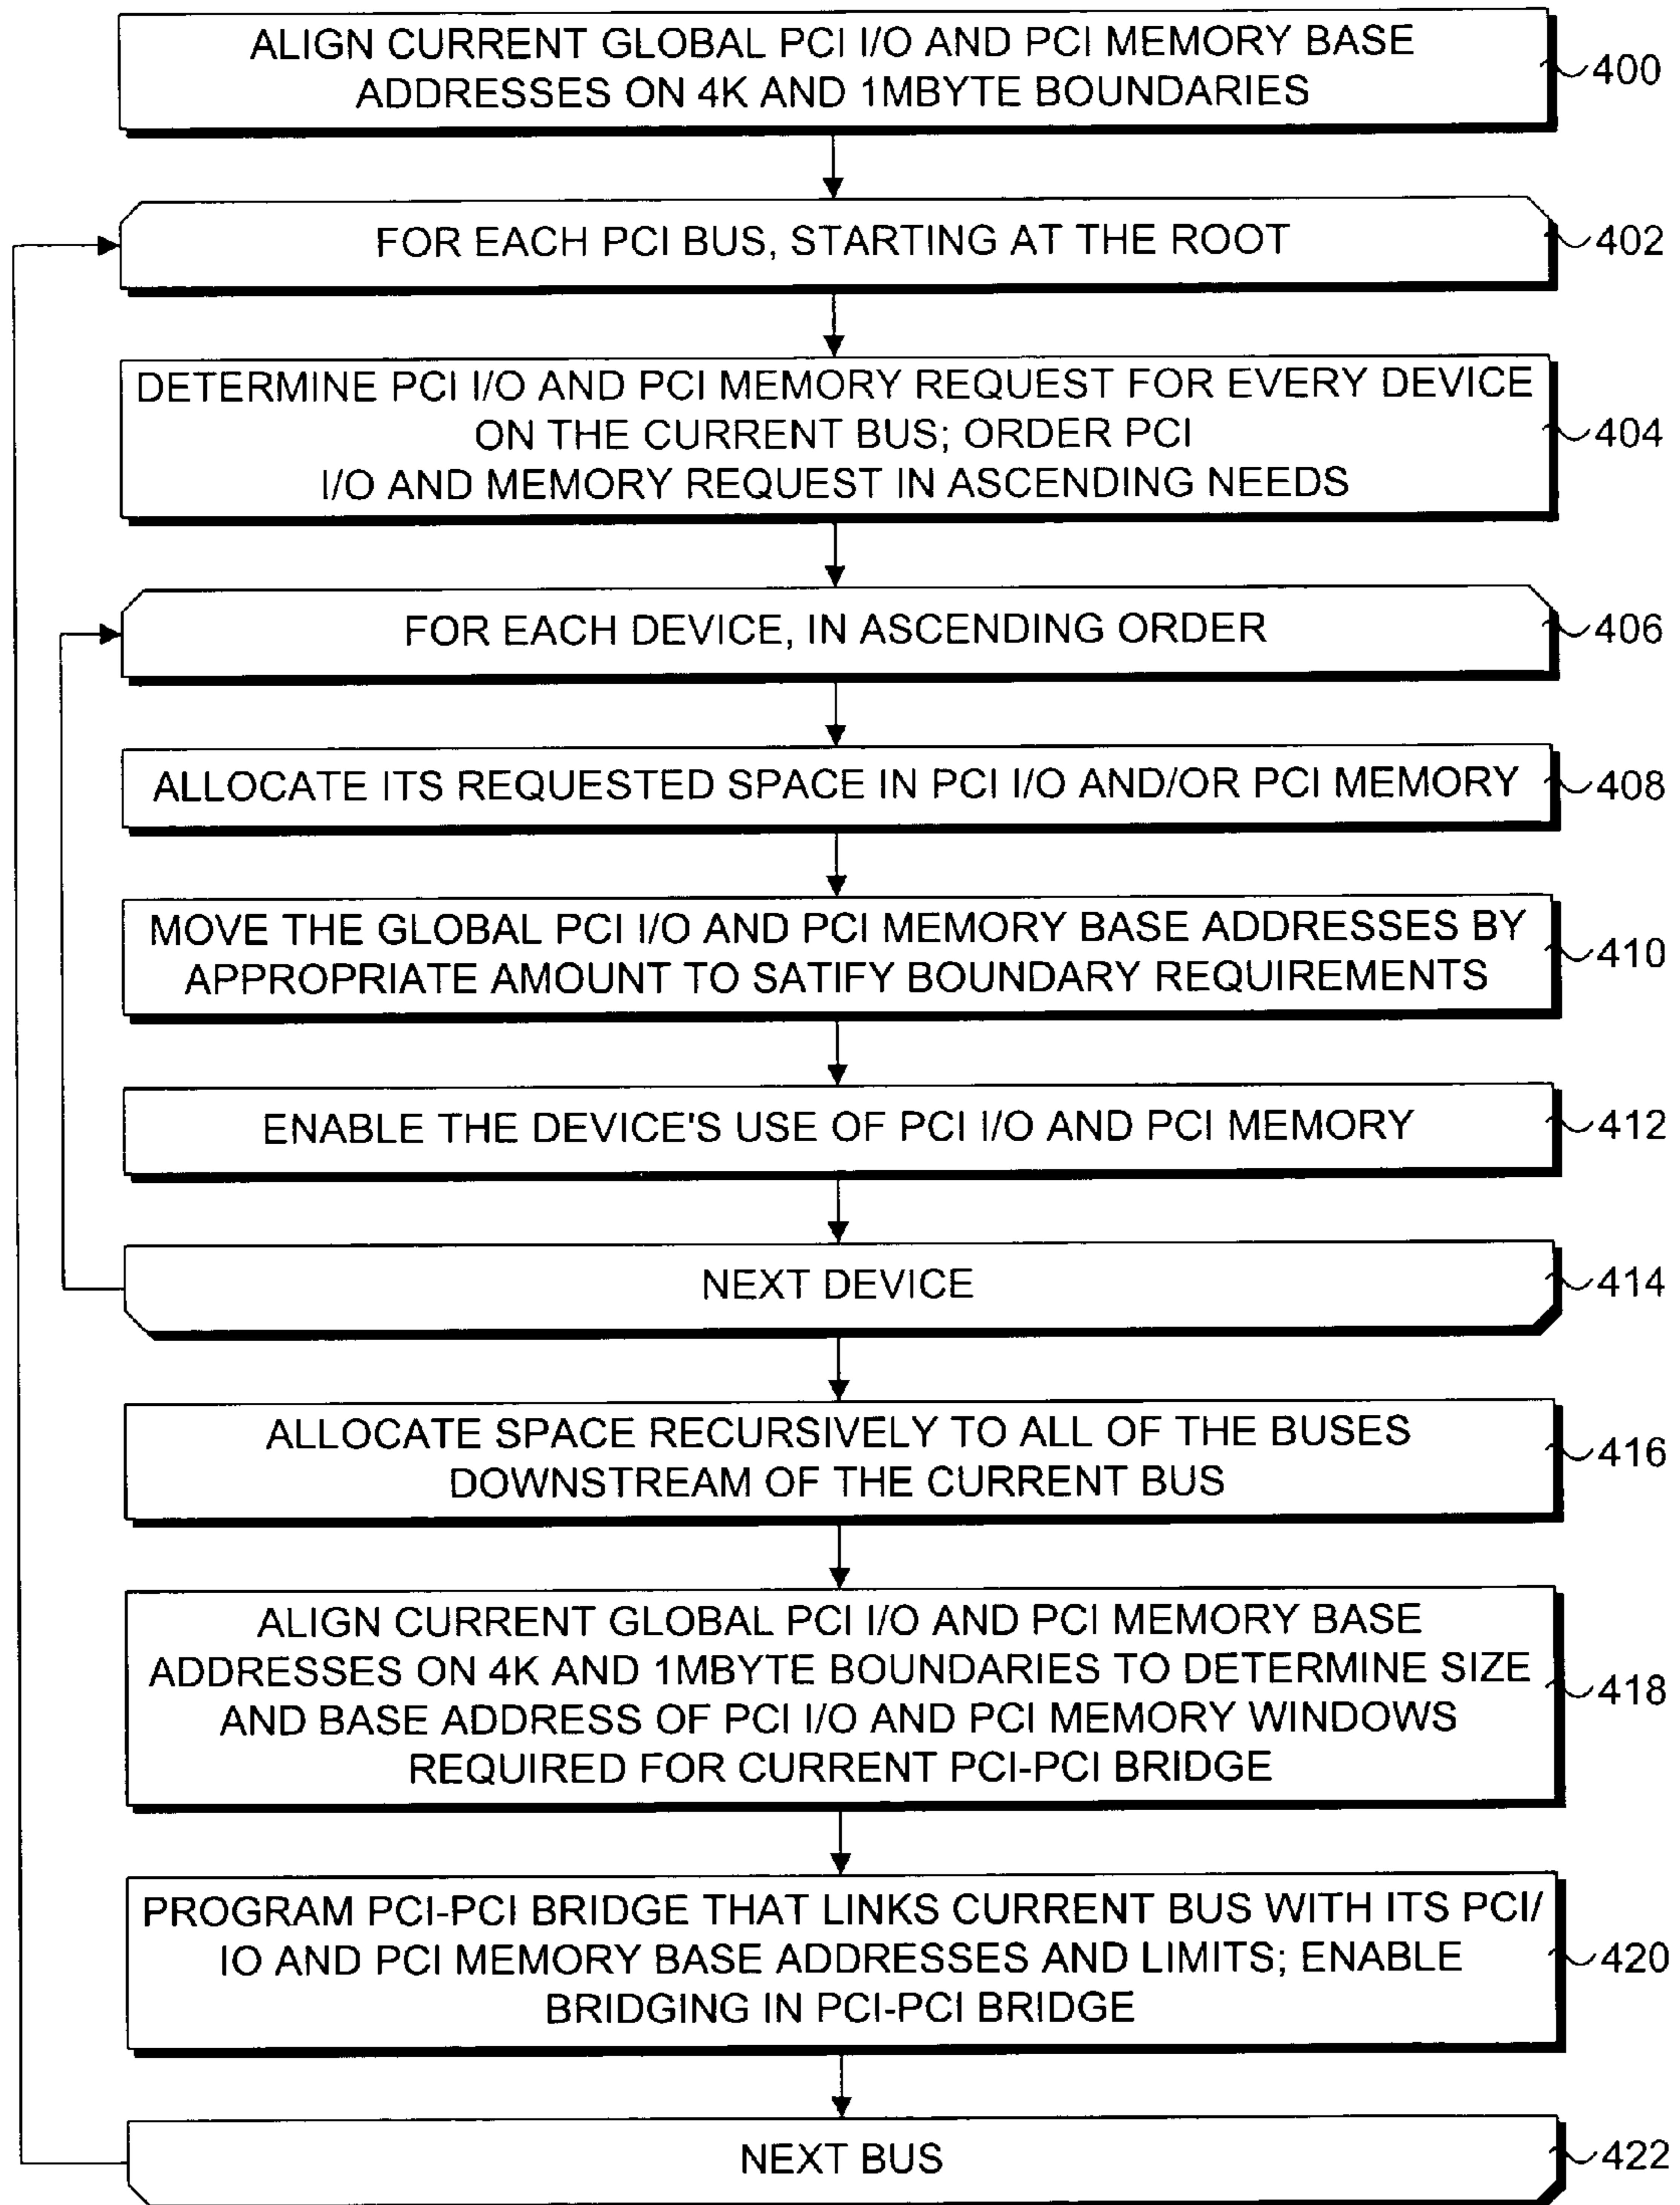 ALIGN CURRENT GLOBAL PCI I/O AND PCI MEMORY BASE
ADDRESSES ON 4K AND 1MBYTE BOUNDARIES
400
FOR EACH PCI BUS, STARTING AT THE ROOT
402
DETERMINE PCI I/O AND PCI MEMORY REQUEST FOR EVERY DEVICE
ON THE CURRENT BUS; ORDER PCI
I/O AND MEMORY REQUEST IN ASCENDING NEEDS
404
FOR EACH DEVICE, IN ASCENDING ORDER
406
ALLOCATE ITS REQUESTED SPACE IN PCI I/O AND/OR PCI MEMORY
408
MOVE THE GLOBAL PCI I/O AND PCI MEMORY BASE ADDRESSES BY
APPROPRIATE AMOUNT TO SATIFY BOUNDARY REQUIREMENTS
410
ENABLE THE DEVICE'S USE OF PCI I/O AND PCI MEMORY
412
NEXT DEVICE
414
ALLOCATE SPACE RECURSIVELY TO ALL OF THE BUSES
DOWNSTREAM OF THE CURRENT BUS
416
ALIGN CURRENT GLOBAL PCI I/O AND PCI MEMORY BASE
ADDRESSES ON 4K AND 1MBYTE BOUNDARIES TO DETERMINE SIZE
AND BASE ADDRESS OF PCI I/O AND PCI MEMORY WINDOWS
REQUIRED FOR CURRENT PCI-PCI BRIDGE
418
PROGRAM PCI-PCI BRIDGE THAT LINKS CURRENT BUS WITH ITS PCI/
IO AND PCI MEMORY BASE ADDRESSES AND LIMITS; ENABLE
BRIDGING IN PCI-PCI BRIDGE
420
NEXT BUS
422